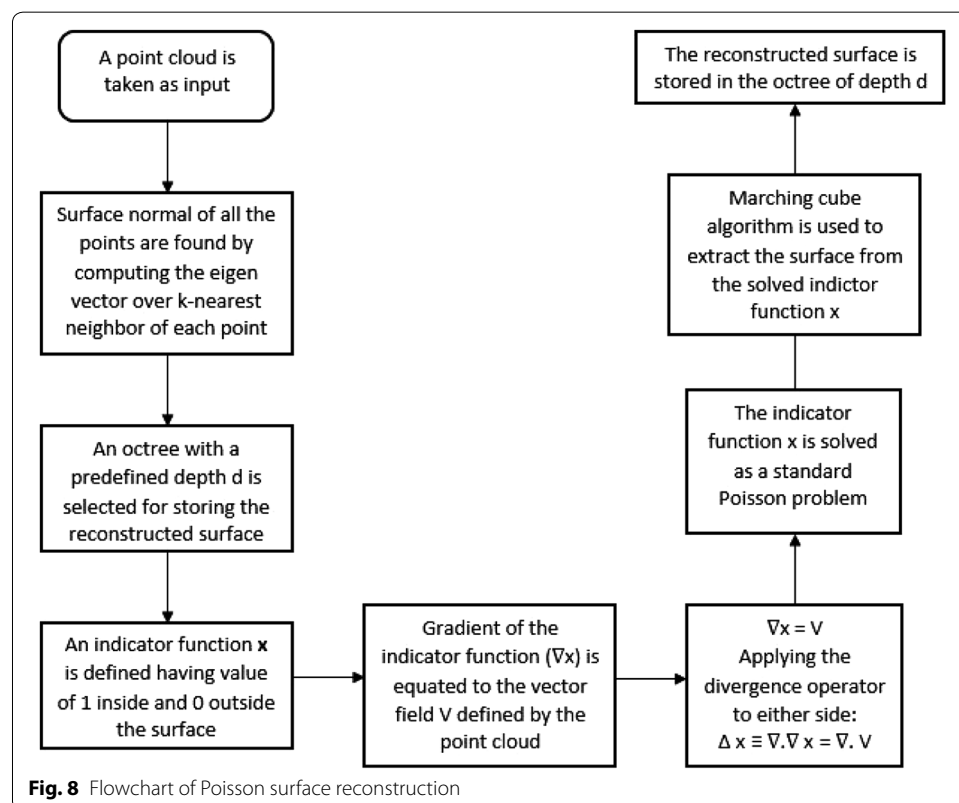 A point cloud is
taken as input
Surface normal of all the
points are found by
computing the eigen
vector over k-nearest
neighbor of each point
An octree with a
predefined depth d is
selected for storing the
reconstructed surface
An indicator function x
is defined having value
of 1 inside and 0 outside
the surface
Gradient of the
indicator function (∇x) is
equated to the vector
field V defined by the
point cloud
∇x = V
Applying the
divergence operator
to either side:
Δ x ≡ ∇.∇ x = ∇. V
The indicator
function x is solved
as a standard
Poisson problem
Marching cube
algorithm is used to
extract the surface from
the solved indictor
function x
The reconstructed surface is
stored in the octree of depth d
Fig. 8 Flowchart of Poisson surface reconstruction